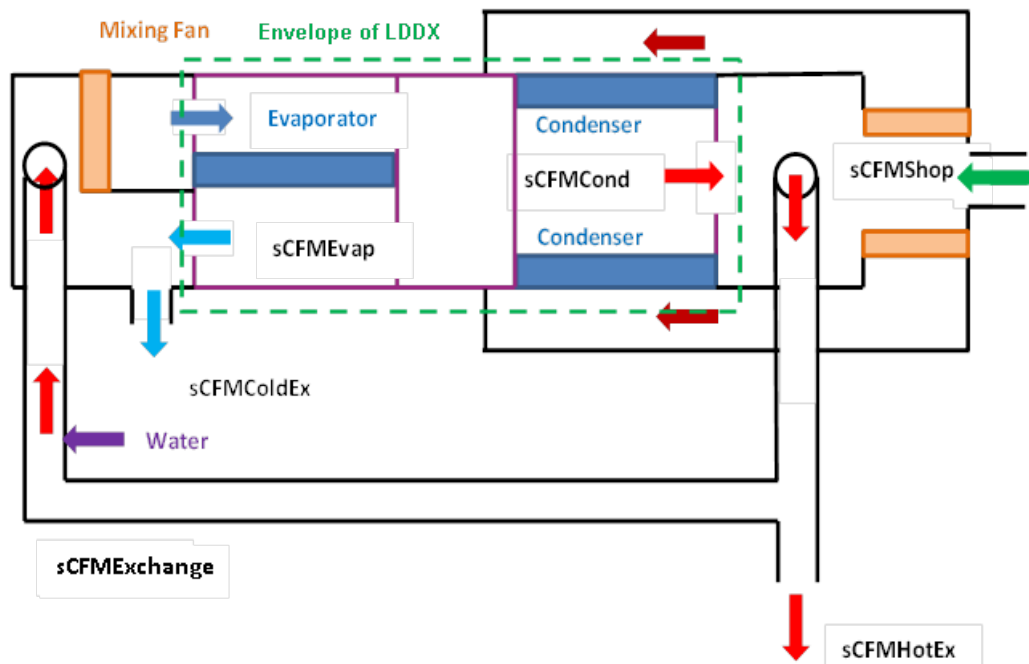 Mixing Fan
Envelope of LDDX
Evaporator
Condenser
sCFMCond
sCFMShop
Condenser
sCFMEvap
sCFMColdEx
Water
sCFMExchange
sCFMHotEx